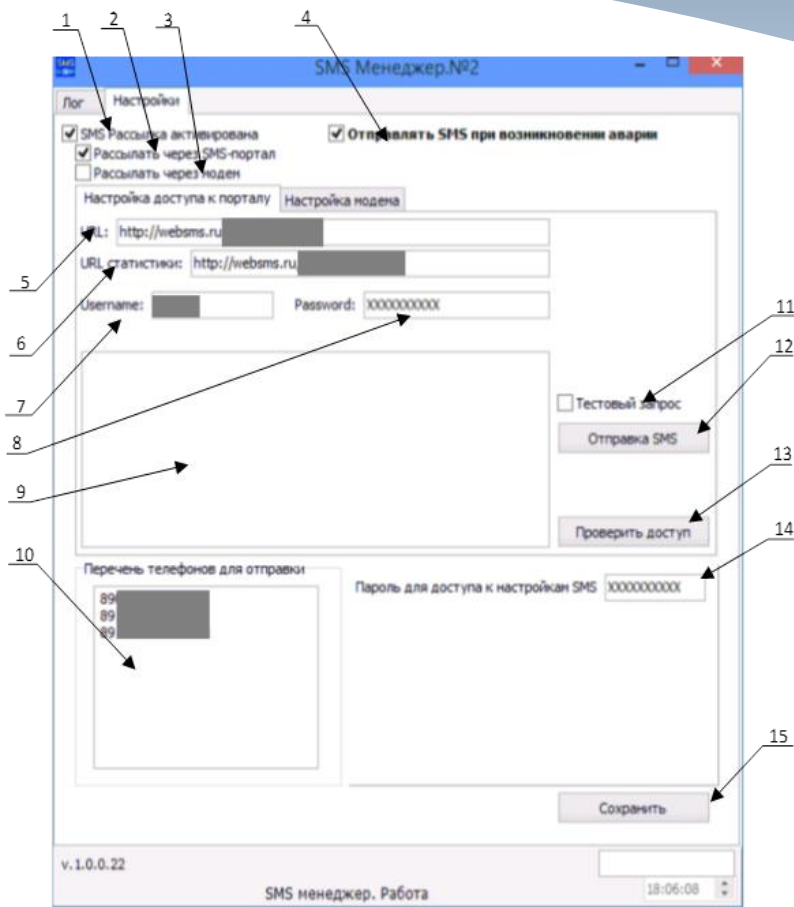 1 2 3 4
SMS
SMS Менеджер.№2
Лог Настройки
SMS Рассылка активирована Отправлять SMS при возникновении аварии
Рассылать через SMS-портал
Рассылать через модем
Настройка доступа к порталу Настройка модема
URL: http://websms.ru
5
URL статистики: http://websms.ru
6
Username: Password: XXXXXXXXXX
11
12
7
Тестовый запрос
8
Отправка SMS
13
9
Проверить доступ
14
10
Перечень телефонов для отправки
Пароль для доступа к настройкам SMS XXXXXXXXXX
89
89
89
15
Сохранить
v.1.0.0.22
SMS менеджер. Работа 18:06:08